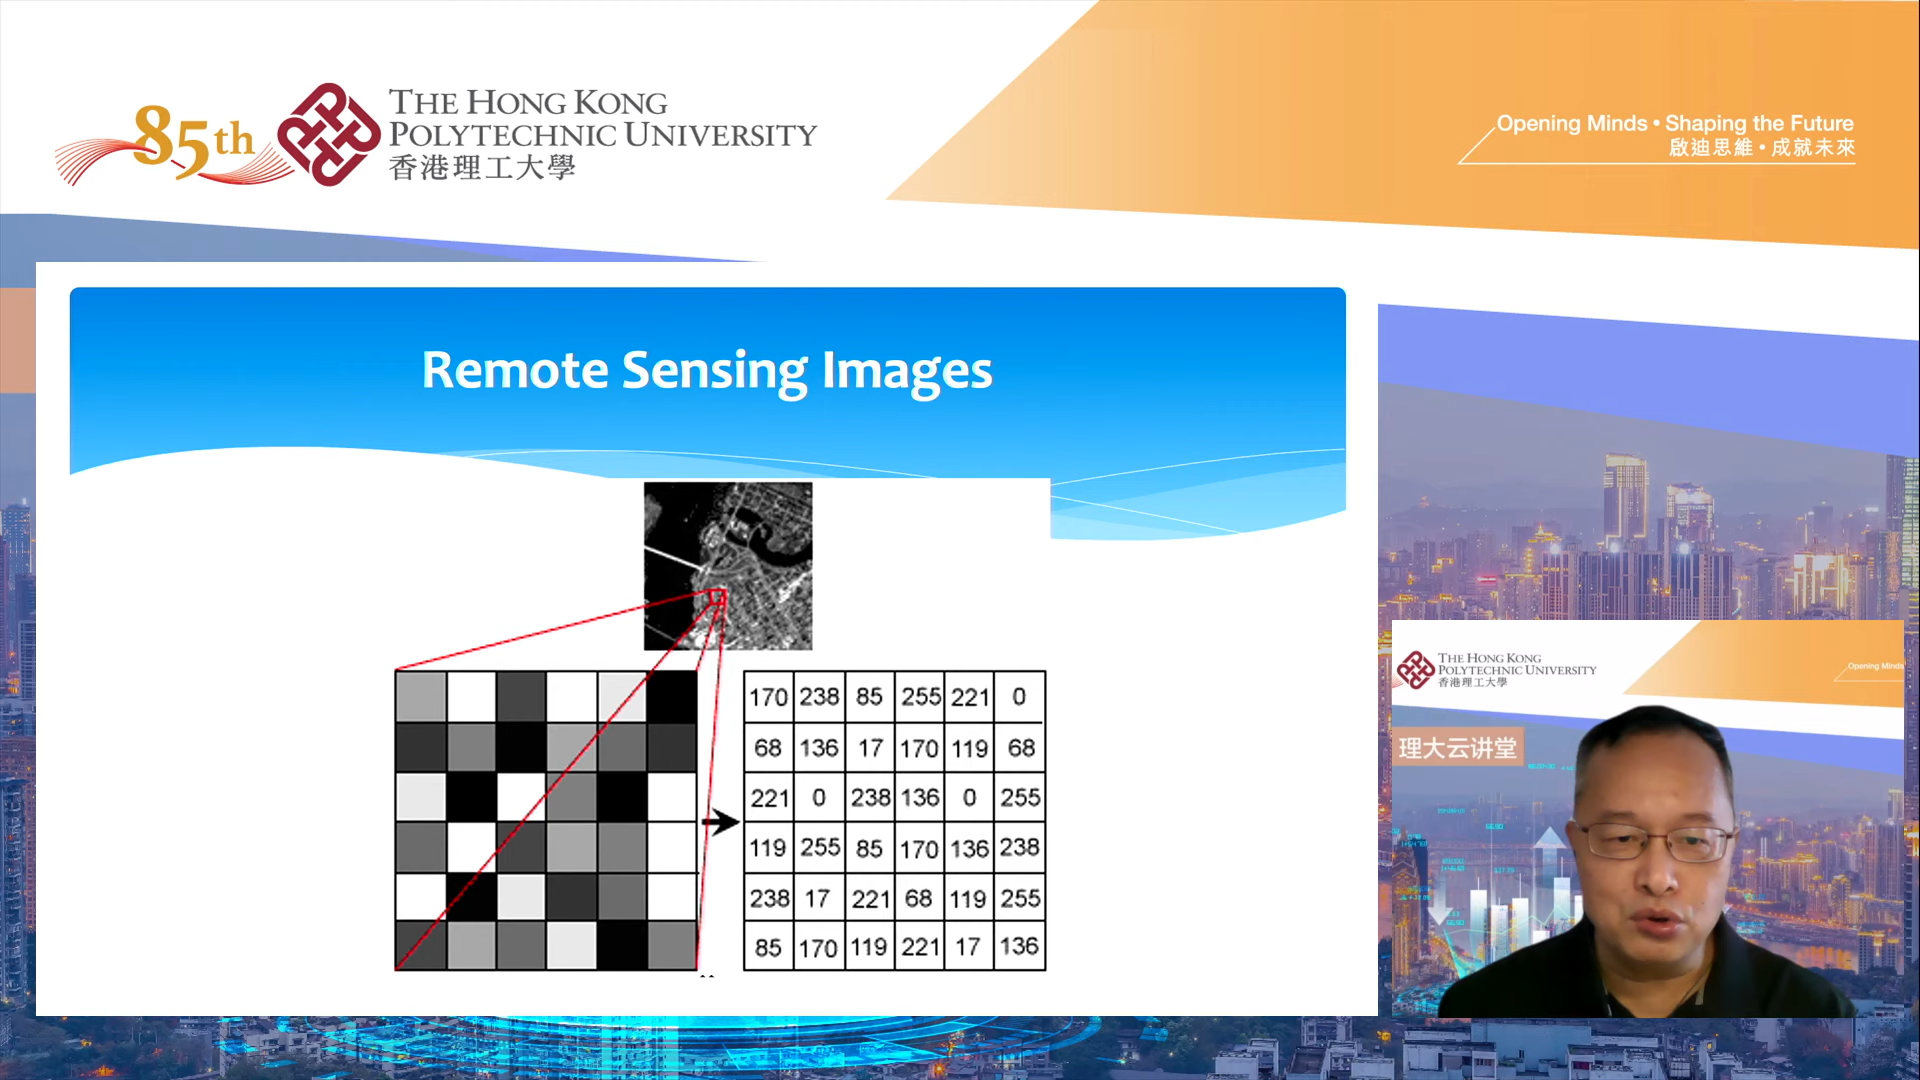 85th
THE HONG KONG
POLYTECHNIC UNIVERSITY
香港理工大學
Opening Minds • Shaping the Future
啟迪思維 • 成就未來
Remote Sensing Images
170 238 85 255 221 0
68 136 17 170 119 68
221 0 238 136 0 255
119 255 85 170 136 238
238 17 221 68 119 255
85 170 119 221 17 136
THE HONG KONG
POLYTECHNIC UNIVERSITY
香港理工大學
Opening Minds
理大云讲堂